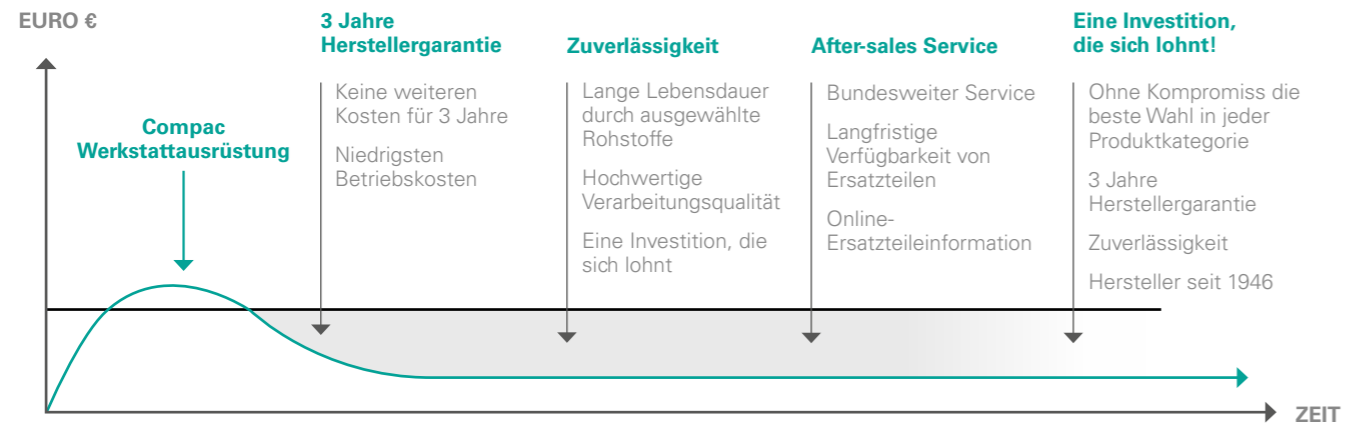 EURO €
Compac
Werkstattausrüstung
3 Jahre
Herstellergarantie
Keine weiteren
Kosten für 3 Jahre
Niedrigsten
Betriebskosten
Zuverlässigkeit
Lange Lebensdauer
durch ausgewählte
Rohstoffe
Hochwertige
Verarbeitungsqualität
Eine Investition, die
sich lohnt
After-sales Service
Bundesweiter Service
Langfristige
Verfügbarkeit von
Ersatzteilen
Online-
Ersatzteileinformation
Eine Investition,
die sich lohnt!
Ohne Kompromiss die
beste Wahl in jeder
Produktkategorie
3 Jahre
Herstellergarantie
Zuverlässigkeit
Hersteller seit 1946
ZEIT